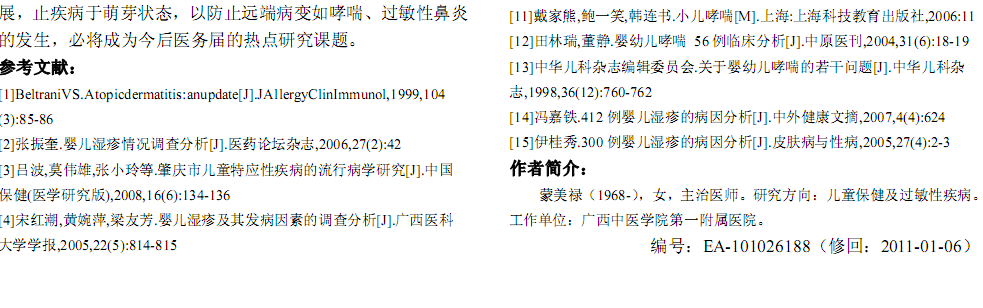 展，止疾病于萌芽状态，以防止远端病变如哮喘、过敏性鼻炎
的发生，必将成为今后医务届的热点研究课题。
参考文献：
[1]BeltraniVS.Atopicdermatitis:anupdate[J].JAllergyClinImmunol,1999,104
(3):85-86
[2]张振奎.婴儿湿疹情况调查分析[J].医药论坛杂志,2006,27(2):42
[3]吕波,莫伟雄,张小玲等.肇庆市儿童特应性疾病的流行病学研究[J].中国
保健(医学研究版),2008,16(6):134-136
[4]宋红潮,黄婉萍,梁友芳.婴儿湿疹及其发病因素的调查分析[J].广西医科
大学学报,2005,22(5):814-815
[11]戴家熊,鲍一笑,韩连书.小儿哮喘[M].上海:上海科技教育出版社,2006:11
[12]田林瑞,董静.婴幼儿哮喘 56 例临床分析[J].中原医刊,2004,31(6):18-19
[13]中华儿科杂志编辑委员会.关于婴幼儿哮喘的若干问题[J].中华儿科杂
志,1998,36(12):760-762
[14]冯嘉铁.412 例婴儿湿疹的病因分析[J].中外健康文摘,2007,4(4):624
[15]伊桂秀.300 例婴儿湿疹的病因分析[J].皮肤病与性病,2005,27(4):2-3
作者简介：
蒙美禄（1968-），女，主治医师。研究方向：儿童保健及过敏性疾病。
工作单位：广西中医学院第一附属医院。
编号：EA-101026188（修回：2011-01-06）